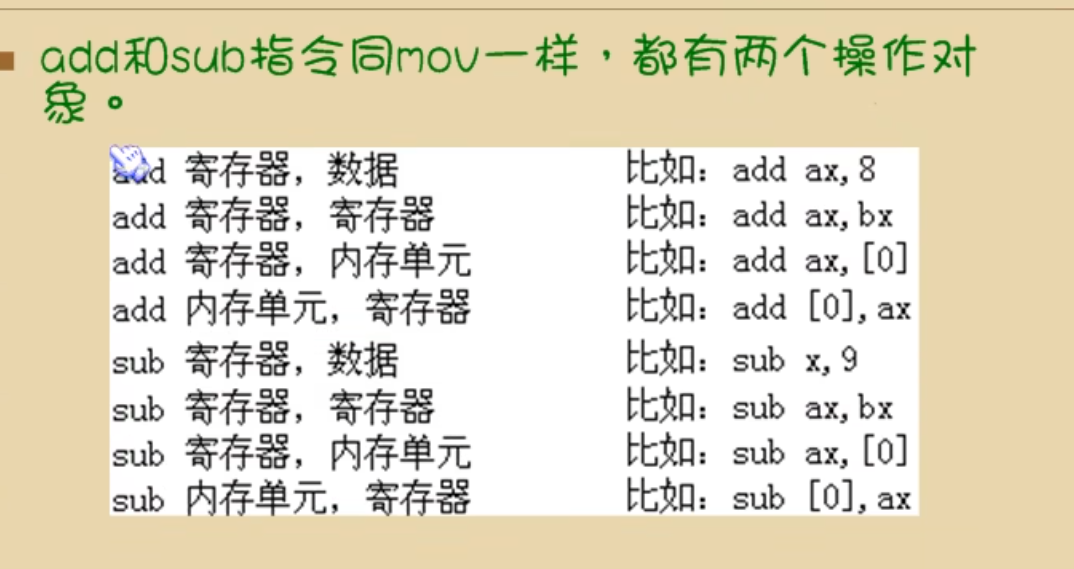 add和sub指令同mov一样，都有两个操作对
象。
add 寄存器，数据 比如：add ax,8
add 寄存器，寄存器 比如：add ax,bx
add 寄存器，内存单元 比如：add ax,[0]
add 内存单元，寄存器 比如：add [0],ax
sub 寄存器，数据 比如：sub x,9
sub 寄存器，寄存器 比如：sub ax,bx
sub 寄存器，内存单元 比如：sub ax,[0]
sub 内存单元，寄存器 比如：sub [0],ax